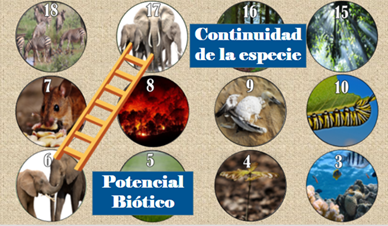 18 17 16 15
Continuidad
de la especie
7 8 9 10
6 5 4 3
Potencial
Biótico